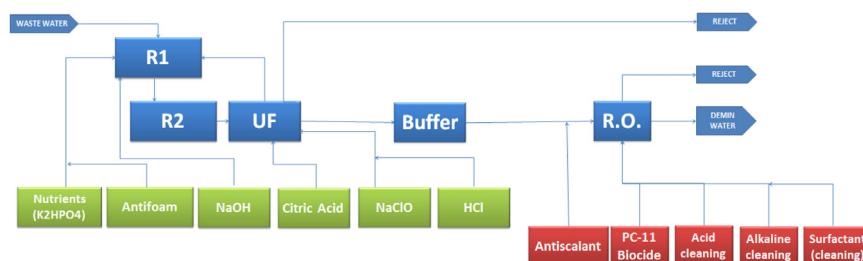 WASTE WATER
REJECT
R1
REJECT
R2
UF
Buffer
R.O.
DEMIN
WATER
Nutrients
(K2HPO4)
Antifoam
NaOH
Citric Acid
NaClO
HCl
Antiscalant
PC-11
Biocide
Acid
cleaning
Alkaline
cleaning
Surfactant
(cleaning)